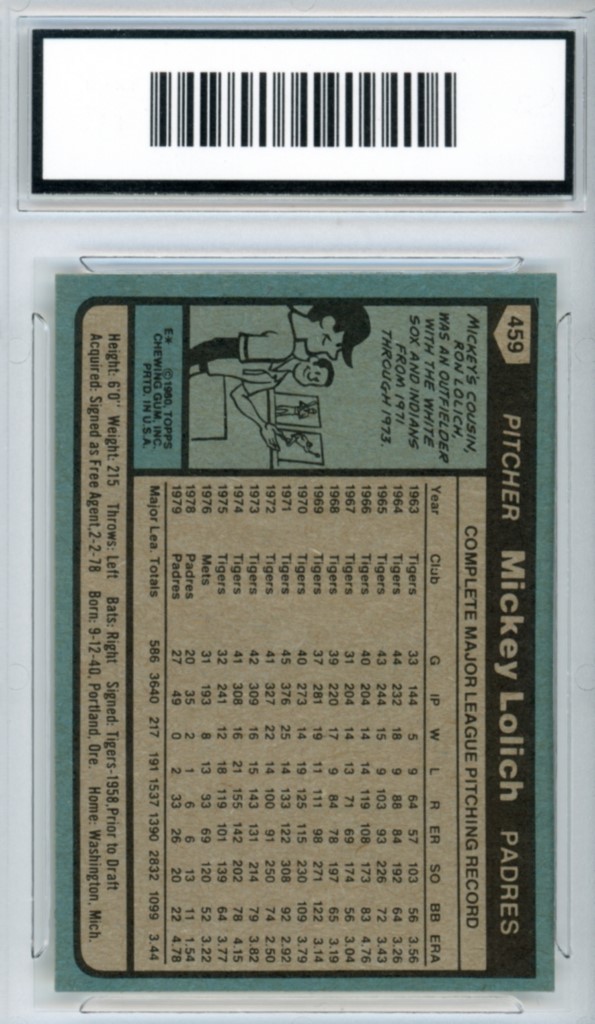 459 PITCHER Mickey Lolich PADRES
MICKEY'S COUSIN,
RON LOLICH,
WAS AN OUTFIELDER
WITH THE WHITE
SOX AND INDIANS
FROM 1971
THROUGH 1973.
E* ©1980, TOPPS
CHEWING GUM, INC.
PRTD. IN U.S.A.
COMPLETE MAJOR LEAGUE PITCHING RECORD
Year Club G IP W L R ER SO BB ERA
1963 Tigers 33 144 5 9 64 57 103 56 3.56
1964 Tigers 44 232 18 9 88 84 192 64 3.26
1965 Tigers 43 244 15 9 103 93 226 72 3.43
1966 Tigers 40 204 14 14 119 108 173 83 4.76
1967 Tigers 31 204 14 13 71 69 174 56 3.04
1968 Tigers 39 220 17 9 84 78 197 65 3.19
1969 Tigers 37 281 19 11 111 98 271 122 3.14
1970 Tigers 40 273 14 19 125 115 230 109 3.79
1971 Tigers 45 376 25 14 133 122 308 92 2.92
1972 Tigers 41 327 22 14 100 91 250 74 2.50
1973 Tigers 42 309 16 15 143 131 214 79 3.82
1974 Tigers 41 308 16 21 155 142 202 78 4.15
1975 Tigers 32 241 12 18 119 101 139 64 3.77
1976 Mets 31 193 8 13 83 69 120 52 3.22
1978 Padres 20 35 2 1 6 6 13 11 1.54
1979 Padres 27 49 0 2 33 26 20 22 4.78
Major Lea. Totals 586 3640 217 191 1537 1390 2832 1099 3.44
Height: 6'0" Weight: 215 Throws: Left Bats: Right Signed: Tigers-1958, Prior to Draft
Acquired: Signed as Free Agent, 2-2-78 Born: 9-12-40, Portland, Ore. Home: Washington, Mich.